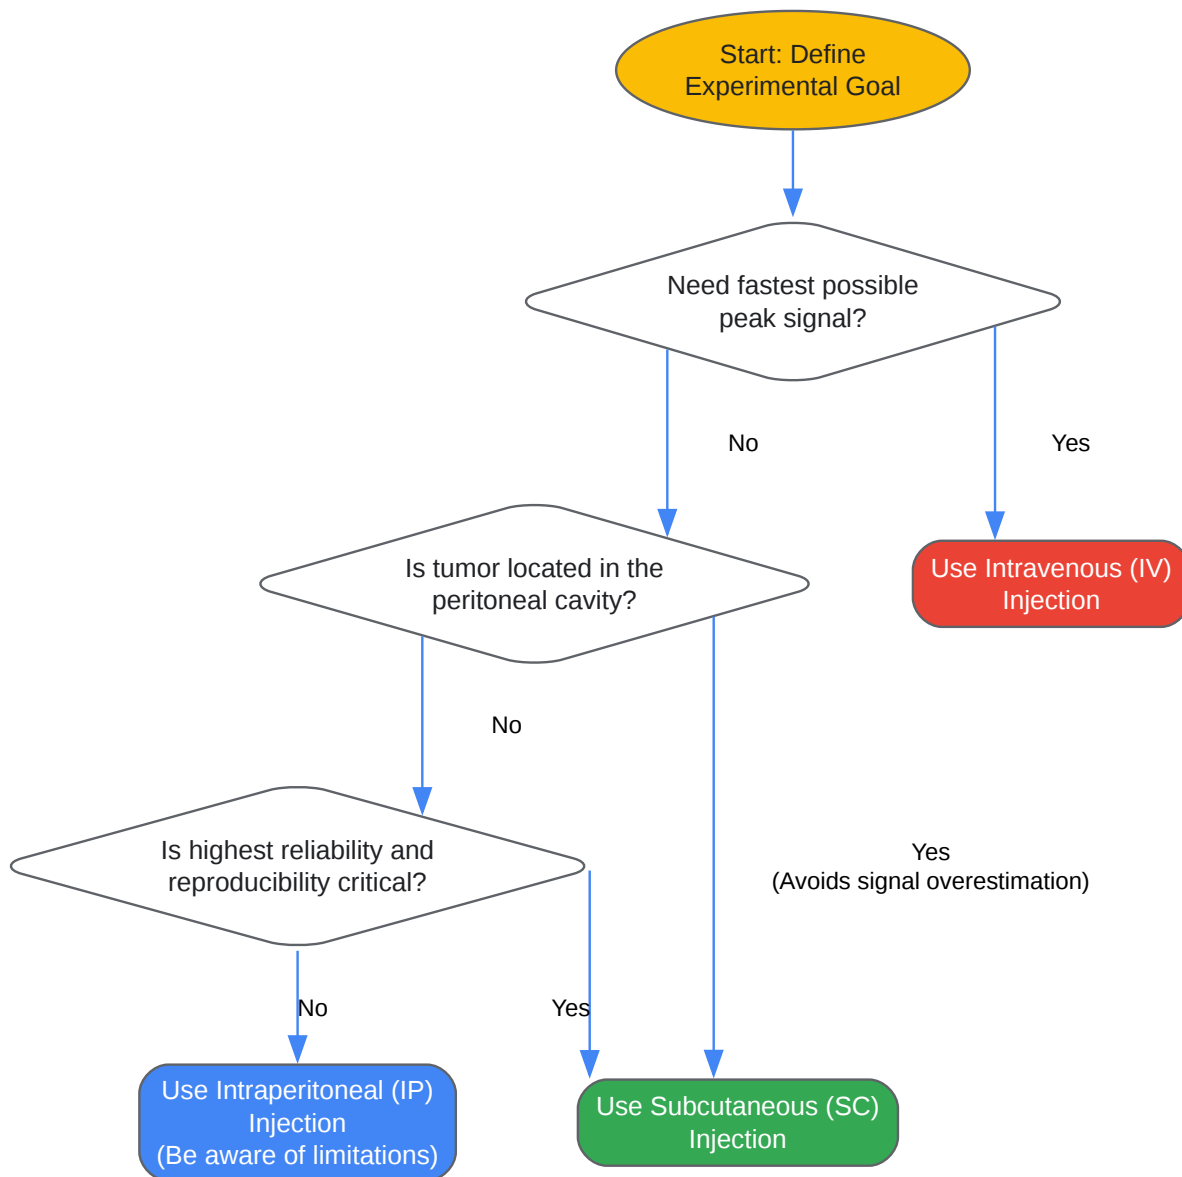 Start: Define
Experimental Goal
Need fastest possible
peak signal?
No
Yes
Is tumor located in the
peritoneal cavity?
Use Intravenous (IV)
Injection
No
Is highest reliability and
reproducibility critical?
Yes
(Avoids signal overestimation)
No
Yes
Use Intraperitoneal (IP)
Injection
(Be aware of limitations)
Use Subcutaneous (SC)
Injection